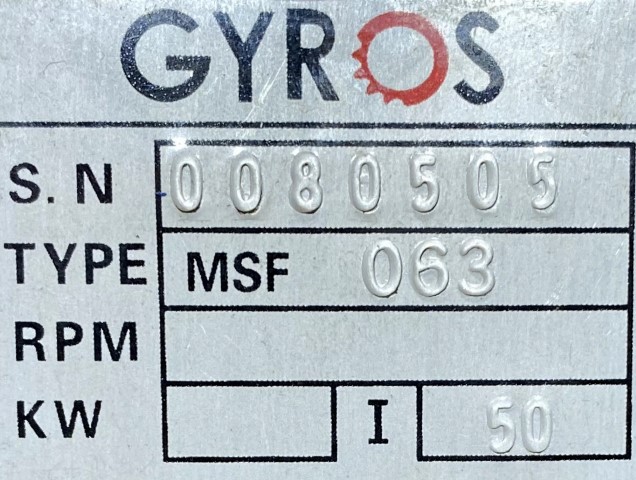 GYROS
S.N 0080505
TYPE MSF 063
RPM
KW I 50